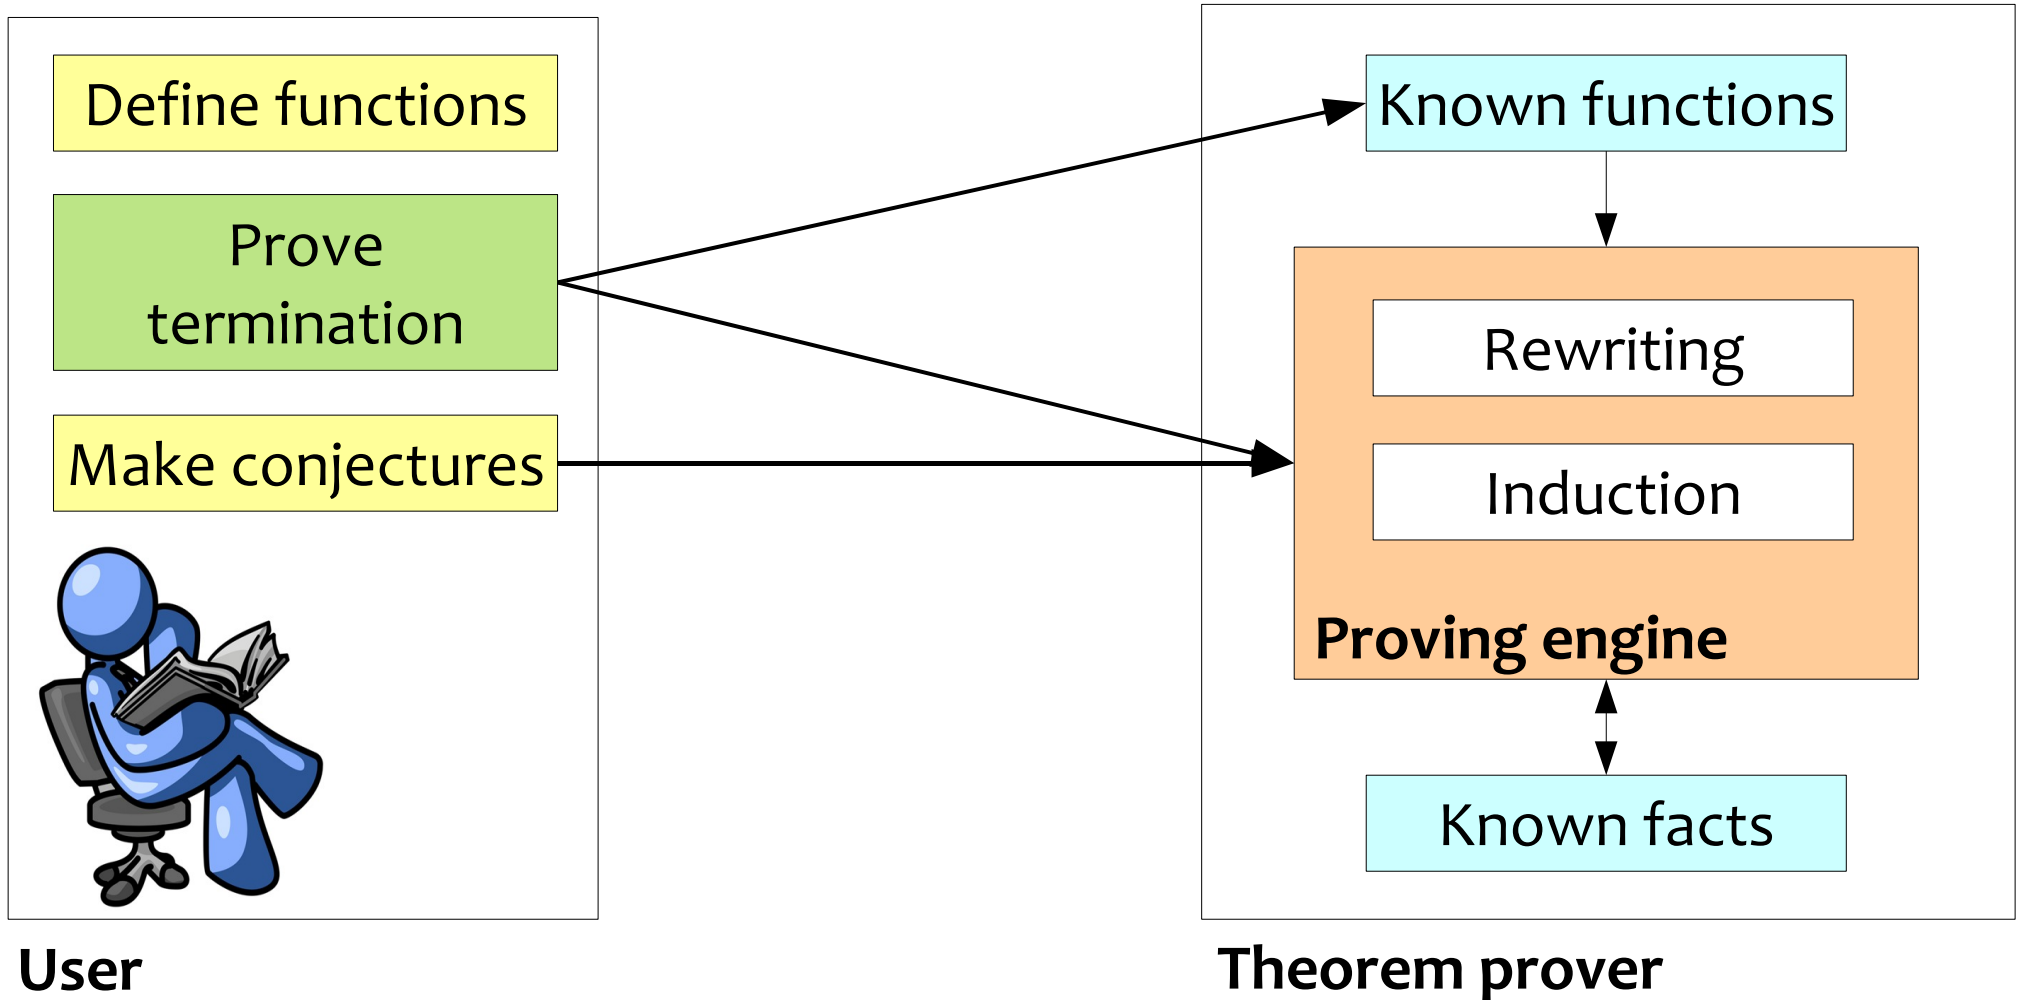 Define functions
Prove
termination
Make conjectures
User
Known functions
Rewriting
Induction
Proving engine
Known facts
Theorem prover